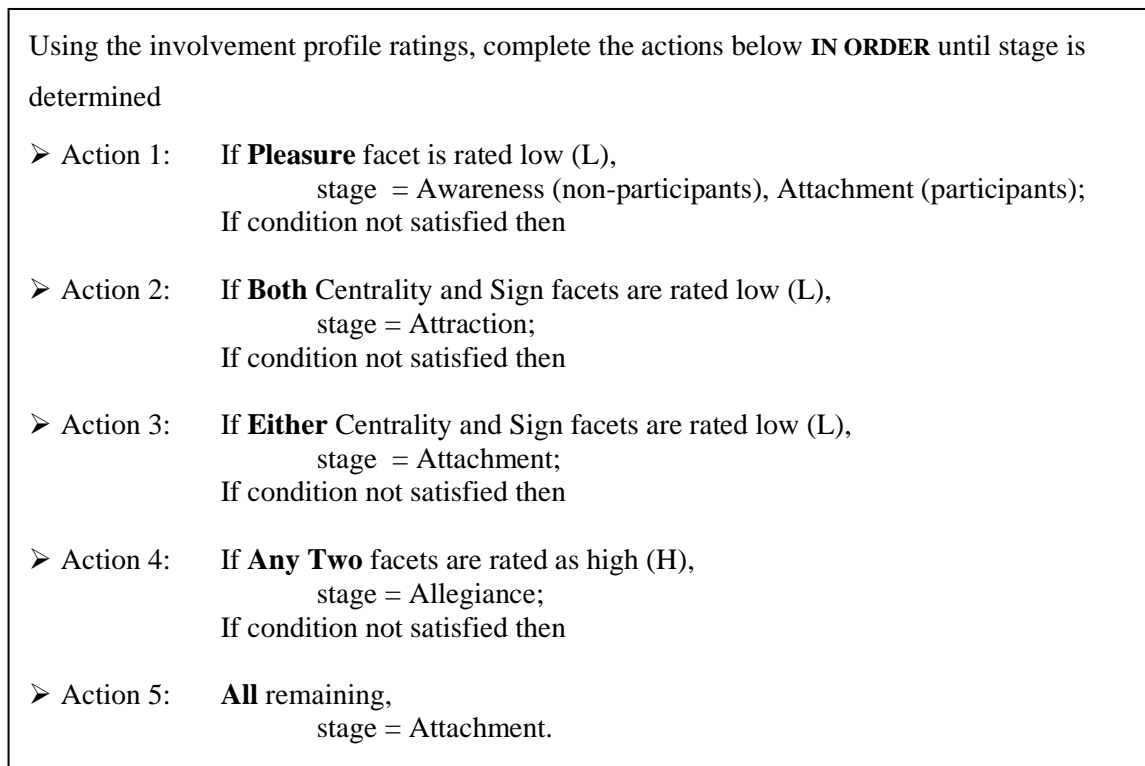 Using the involvement profile ratings, complete the actions below IN ORDER until stage is
determined
➢ Action 1: If Pleasure facet is rated low (L),
stage = Awareness (non-participants), Attachment (participants);
If condition not satisfied then
➢ Action 2: If Both Centrality and Sign facets are rated low (L),
stage = Attraction;
If condition not satisfied then
➢ Action 3: If Either Centrality and Sign facets are rated low (L),
stage = Attachment;
If condition not satisfied then
➢ Action 4: If Any Two facets are rated as high (H),
stage = Allegiance;
If condition not satisfied then
➢ Action 5: All remaining,
stage = Attachment.